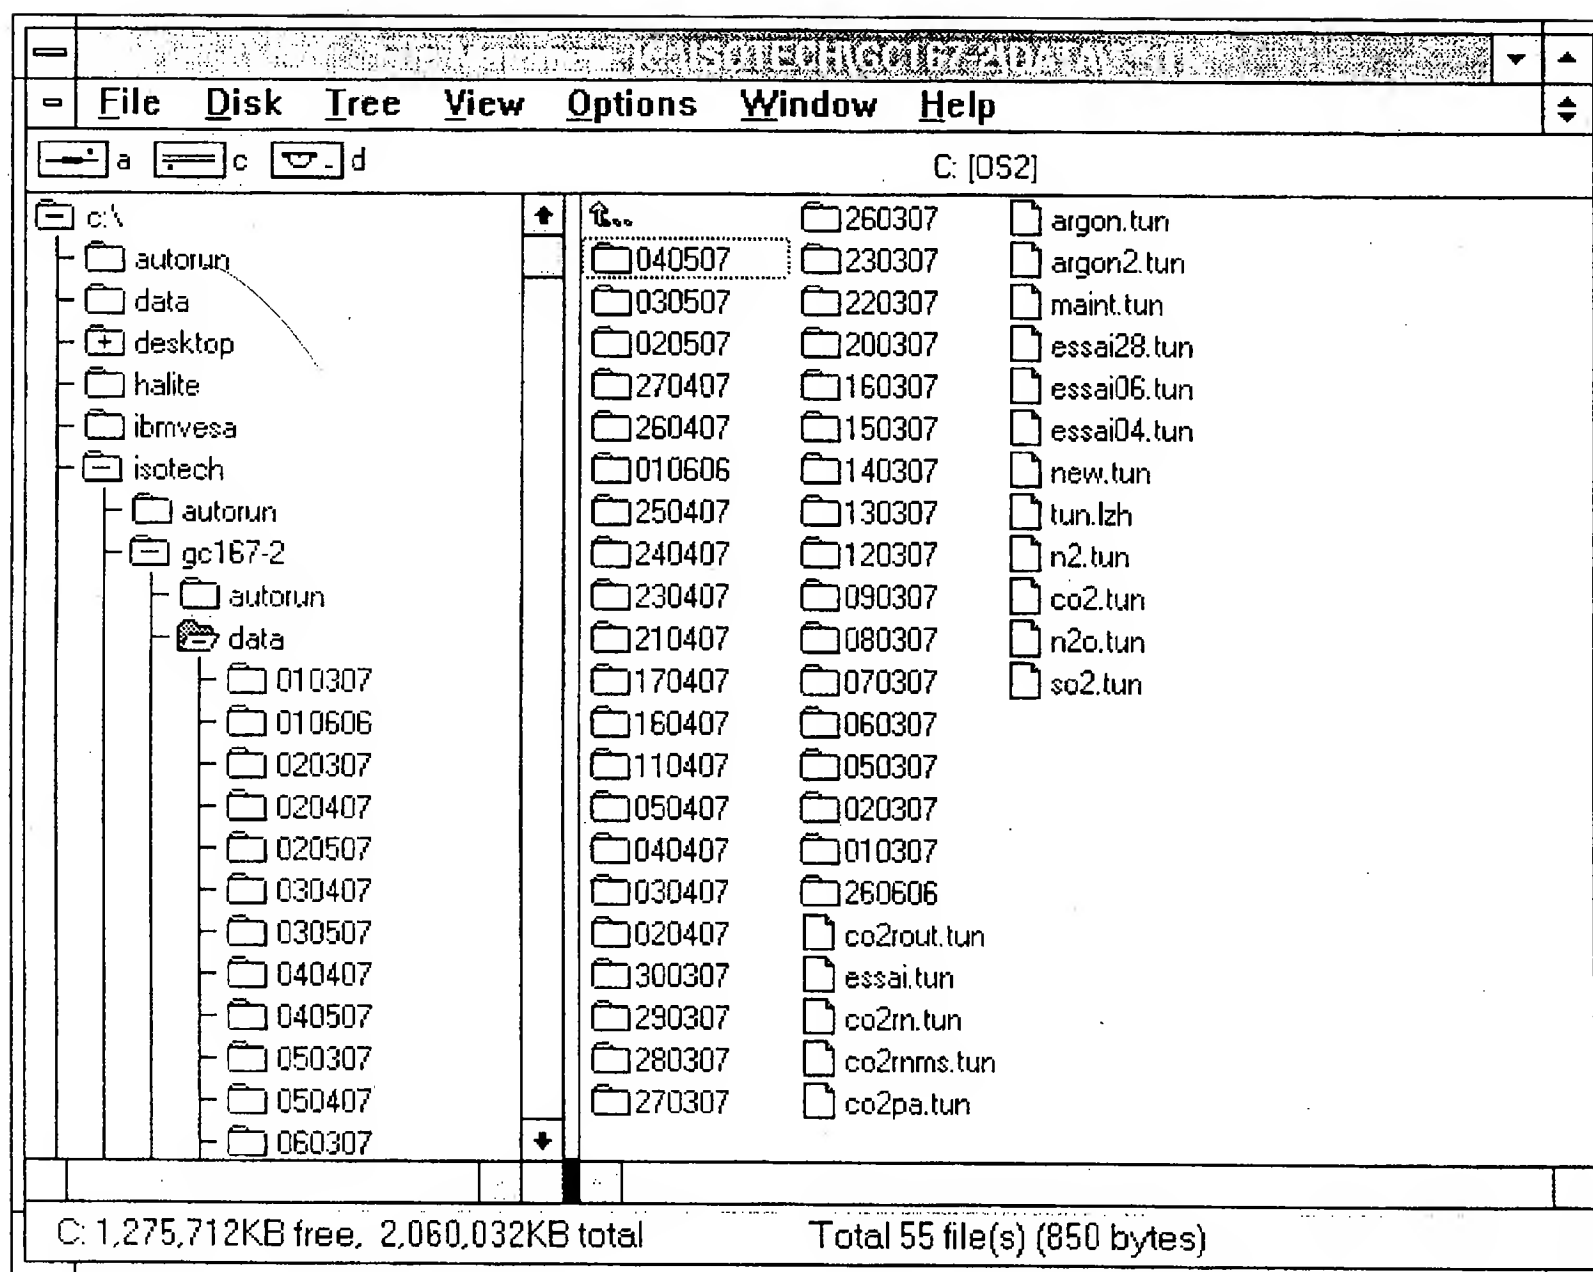 File Manager - [C:\ISOTECH\GC167-2\DATA\*.*]
File Disk Tree View Options Window Help
a c d C: [OS2]
c:\
autorun
data
desktop
halite
ibmvesa
isotech
autorun
gc167-2
autorun
data
010307
010606
020307
020407
020507
030407
030507
040407
040507
050307
050407
060307
..
040507
030507
020507
270407
260407
010606
250407
240407
230407
210407
170407
160407
110407
050407
040407
030407
020407
300307
290307
280307
270307
260307
230307
220307
200307
160307
150307
140307
130307
120307
090307
080307
070307
060307
050307
020307
010307
260606
co2rout.tun
essai.tun
co2rn.tun
co2rnms.tun
co2pa.tun
argon.tun
argon2.tun
maint.tun
essai28.tun
essai06.tun
essai04.tun
new.tun
tun.lzh
n2.tun
co2.tun
n2o.tun
so2.tun
C: 1,275,712KB free, 2,060,032KB total
Total 55 file(s) (850 bytes)